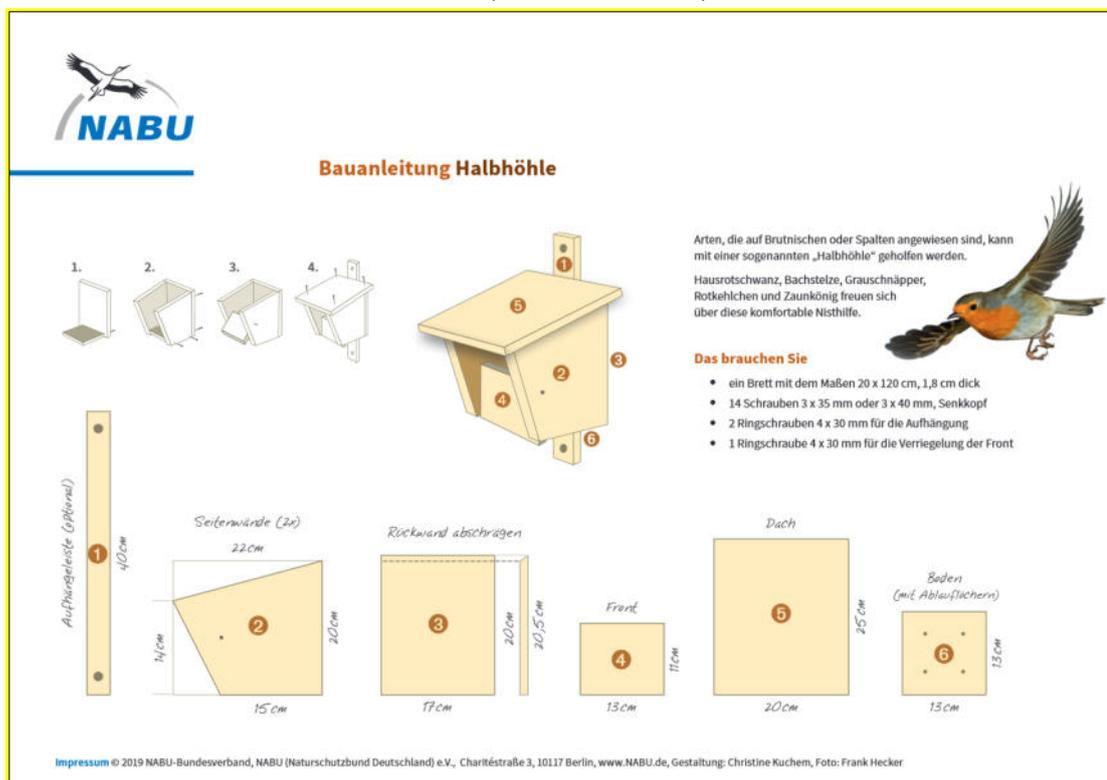 NABU
Bauanleitung Halbhöhle
1.
2.
3.
4.
1
5
2
3
4
6
Arten, die auf Brutnischen oder Spalten angewiesen sind, kann
mit einer sogenannten „Halbhöhle“ geholfen werden.
Hausrotschwanz, Bachstelze, Grauschnäpper,
Rotkehlchen und Zaunkönig freuen sich
über diese komfortable Nisthilfe.
Das brauchen Sie
• ein Brett mit dem Maßen 20 x 120 cm, 1,8 cm dick
• 14 Schrauben 3 x 35 mm oder 3 x 40 mm, Senkkopf
• 2 Ringschrauben 4 x 30 mm für die Aufhängung
• 1 Ringschraube 4 x 30 mm für die Verriegelung der Front
Aufhängeleiste (optional)
1
40cm
Seitenwände (2x)
22cm
14cm
2
20cm
15cm
Rückwand abschrägen
3
20cm
20,5cm
17cm
Front
4
11cm
13cm
Dach
5
25cm
20cm
Boden
(mit Ablauflöchern)
6
13cm
13cm
Impressum © 2019 NABU-Bundesverband, NABU (Naturschutzbund Deutschland) e.V., Charitéstraße 3, 10117 Berlin, www.NABU.de, Gestaltung: Christine Kuchem, Foto: Frank Hecker